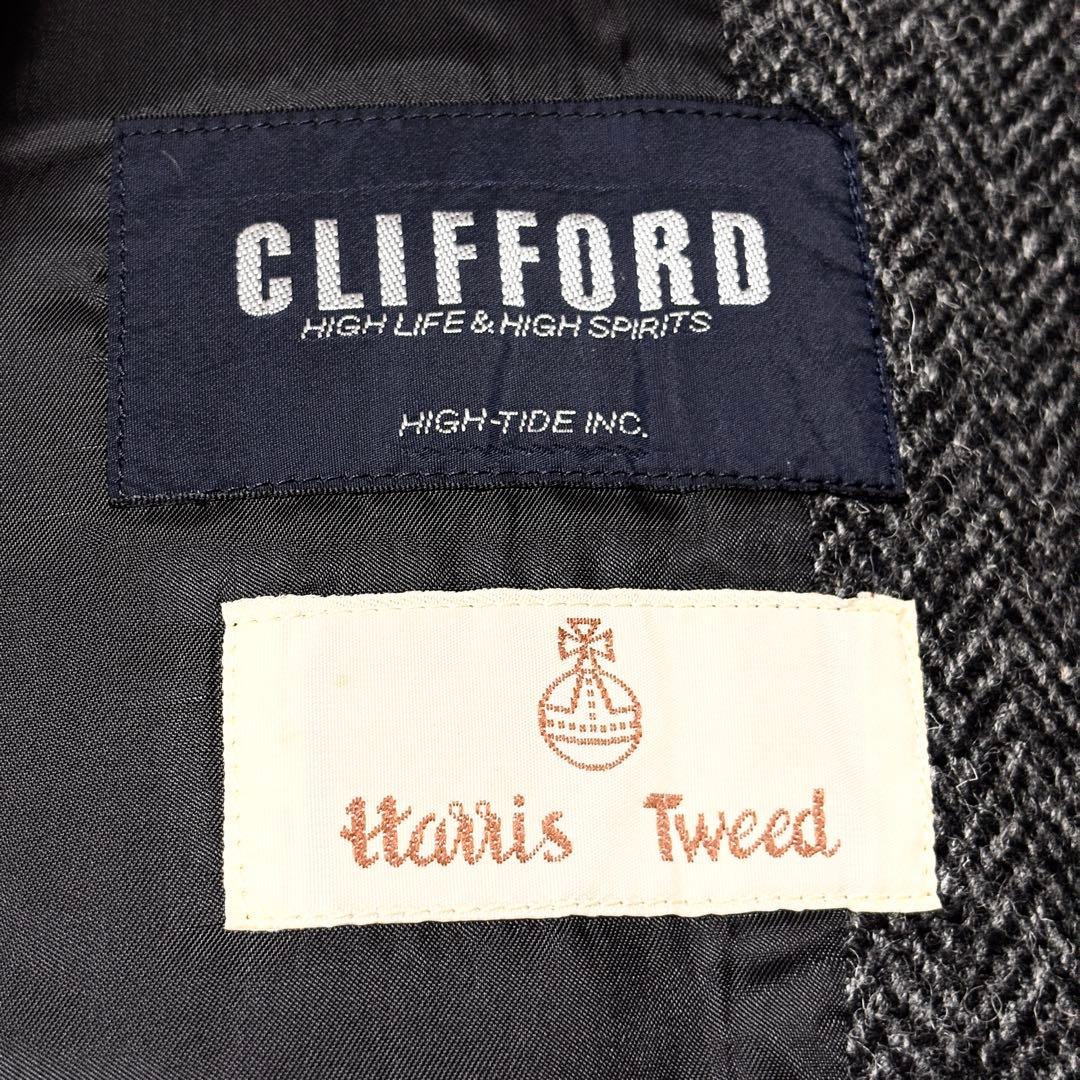 CLIFFORD
HIGH LIFE & HIGH SPIRITS
HIGH-TIDE INC.
Harris Tweed